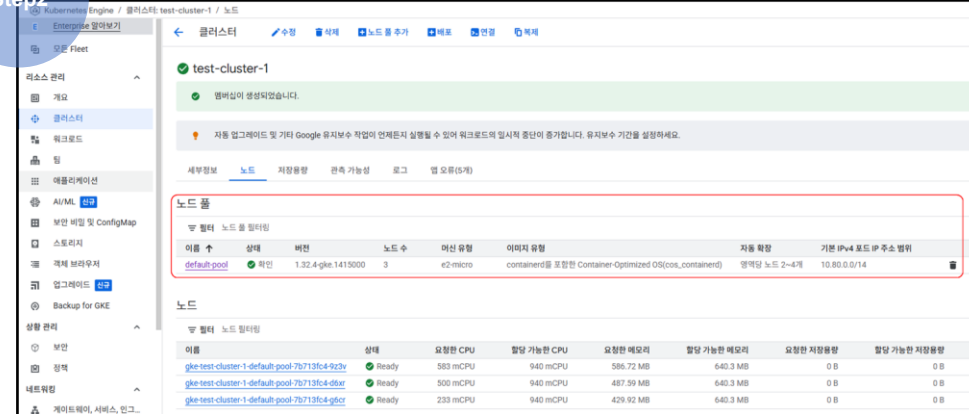 Step2
Kubernetes Engine / 클러스터: test-cluster-1 / 노드
E Enterprise 알아보기
모든 Fleet
리소스 관리
개요
클러스터
워크로드
팀
애플리케이션
AI/ML 신규
보안 비밀 및 ConfigMap
스토리지
객체 브라우저
업그레이드 신규
Backup for GKE
상황 관리
보안
정책
네트워킹
게이트웨이, 서비스, 인그...
← 클러스터 수정 삭제 노드 풀 추가 배포 연결 복제
test-cluster-1
멤버십이 생성되었습니다.
자동 업그레이드 및 기타 Google 유지보수 작업이 언제든지 실행될 수 있어 워크로드의 일시적 중단이 증가합니다. 유지보수 기간을 설정하세요.
세부정보 노드 저장용량 관측 가능성 로그 앱 오류(5개)
노드 풀
필터 노드 풀 필터링
이름 ↑ 상태 버전 노드 수 머신 유형 이미지 유형 자동 확장 기본 IPv4 포드 IP 주소 범위
default-pool 확인 1.32.4-gke.1415000 3 e2-micro containerd를 포함한 Container-Optimized OS(cos_containerd) 영역당 노드 2~4개 10.80.0.0/14
노드
필터 노드 필터링
이름 상태 요청한 CPU 할당 가능한 CPU 요청한 메모리 할당 가능한 메모리 요청한 저장용량 할당 가능한 저장용량
gke-test-cluster-1-default-pool-7b713fc4-9z3v Ready 583 mCPU 940 mCPU 586.72 MB 640.3 MB 0 B 0 B
gke-test-cluster-1-default-pool-7b713fc4-d6xr Ready 500 mCPU 940 mCPU 487.59 MB 640.3 MB 0 B 0 B
gke-test-cluster-1-default-pool-7b713fc4-g6cr Ready 233 mCPU 940 mCPU 429.92 MB 640.3 MB 0 B 0 B